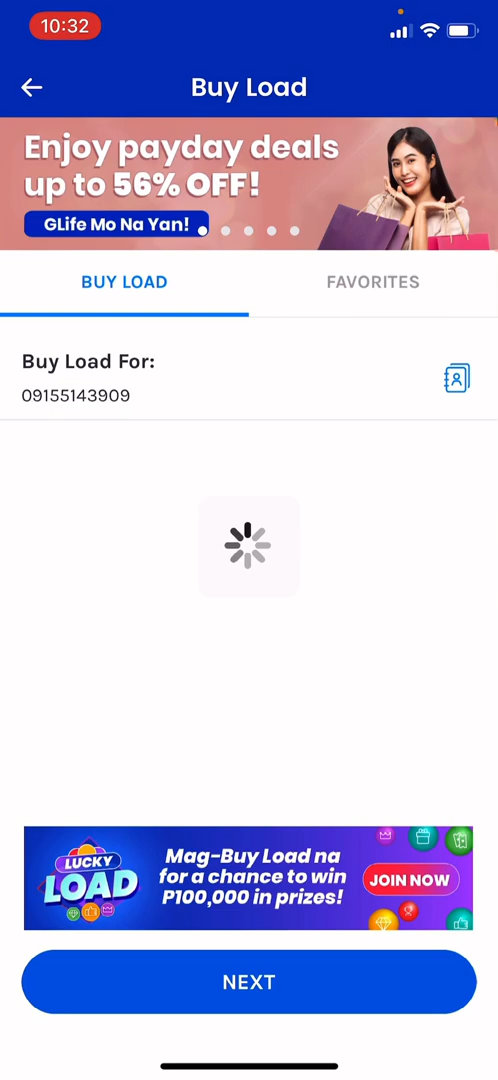 10:32
Buy Load
Enjoy payday deals
up to 56% OFF!
GLife Mo Na Yan!
BUY LOAD
FAVORITES
Buy Load For:
09155143909
LUCKY
LOAD
Mag-Buy Load na
for a chance to win
P100,000 in prizes!
JOIN NOW
NEXT